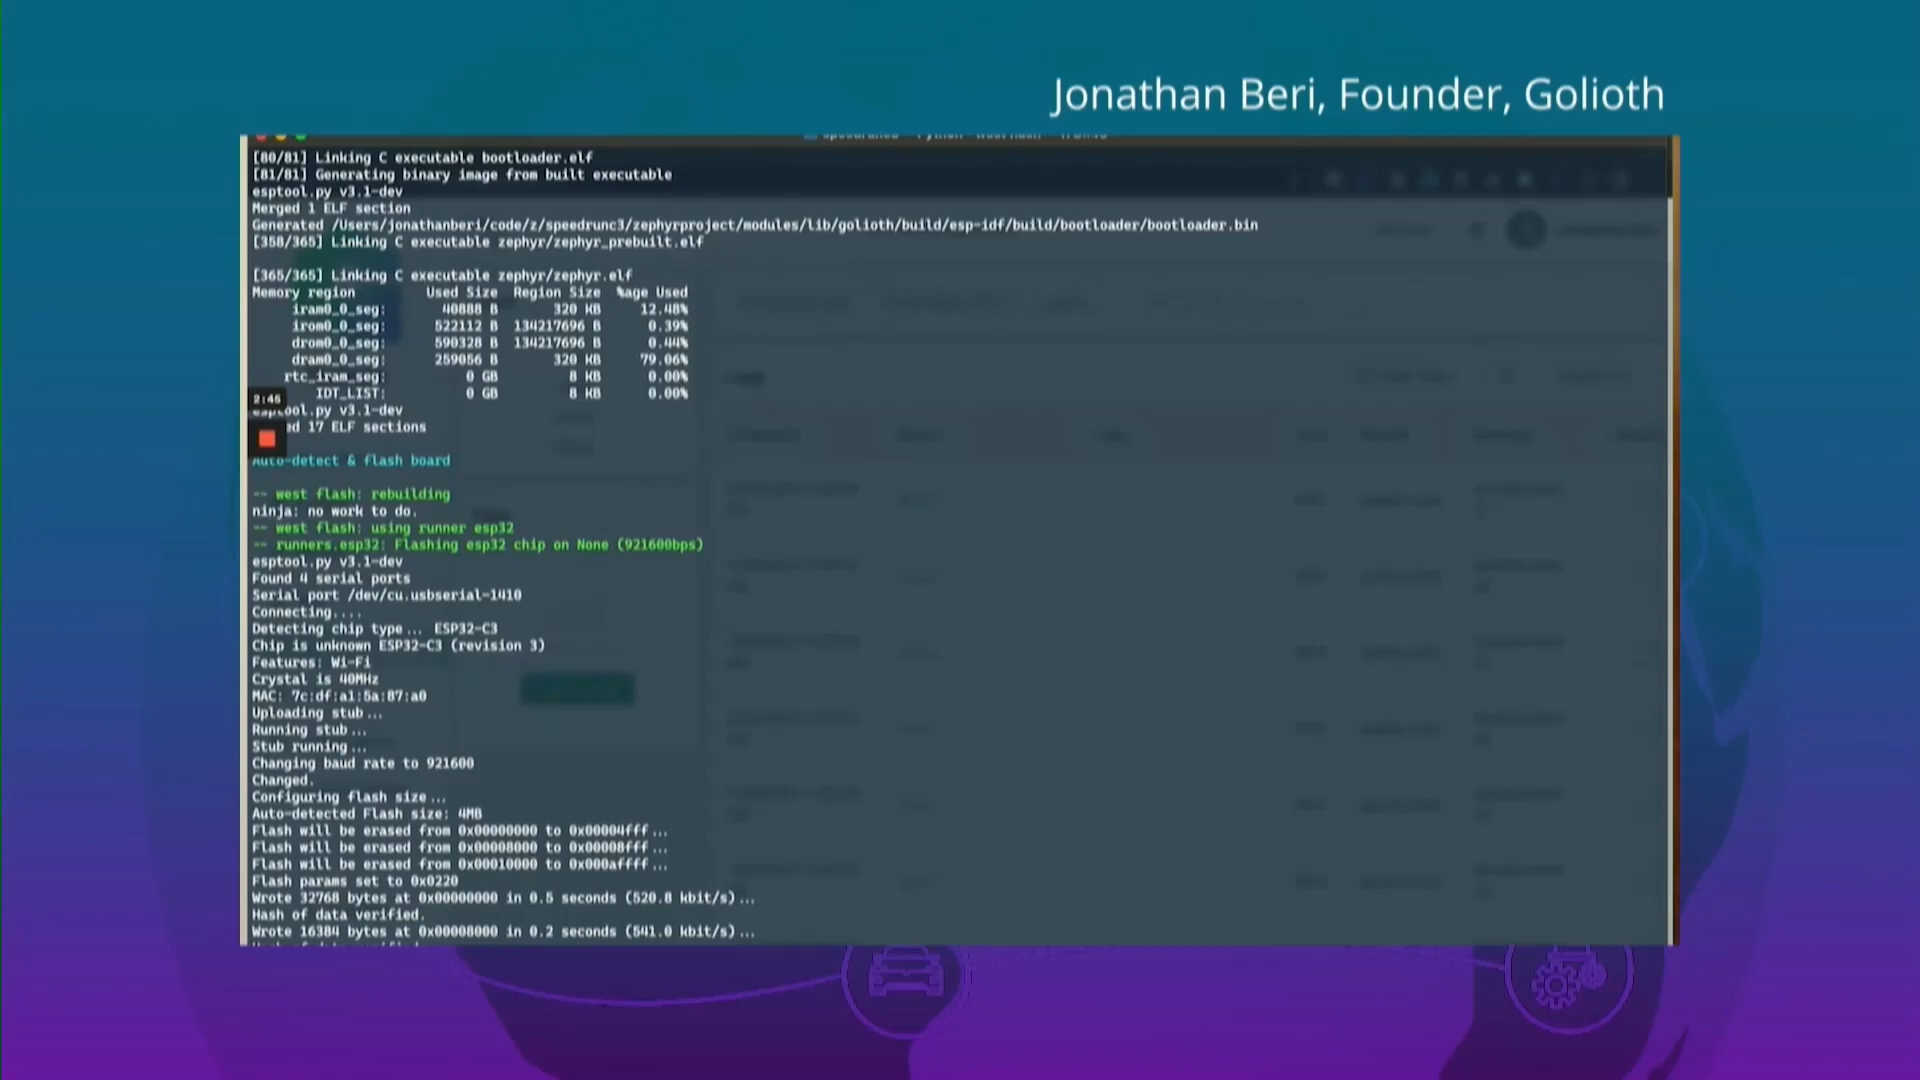 Jonathan Beri, Founder, Golioth
[80/81] Linking C executable bootloader.elf
[81/81] Generating binary image from built executable
esptool.py v3.1-dev
Merged 1 ELF section
Generated /Users/jonathanberi/code/z/speedrunc3/zephyrproject/modules/lib/golioth/build/esp-idf/build/bootloader/bootloader.bin
[358/365] Linking C executable zephyr/zephyr_prebuilt.elf
[365/365] Linking C executable zephyr/zephyr.elf
Memory region Used Size Region Size %age Used
iram0_0_seg: 40888 B 320 KB 12.48%
irom0_0_seg: 522112 B 134217696 B 0.39%
drom0_0_seg: 590328 B 134217696 B 0.44%
dram0_0_seg: 259056 B 320 KB 79.06%
rtc_iram_seg: 0 GB 8 KB 0.00%
IDT_LIST: 0 GB 8 KB 0.00%
2:45
esptool.py v3.1-dev
ed 17 ELF sections
Auto-detect & flash board
-- west flash: rebuilding
ninja: no work to do.
-- west flash: using runner esp32
-- runners.esp32: Flashing esp32 chip on None (921600bps)
esptool.py v3.1-dev
Found 4 serial ports
Serial port /dev/cu.usbserial-1410
Connecting....
Detecting chip type... ESP32-C3
Chip is unknown ESP32-C3 (revision 3)
Features: Wi-Fi
Crystal is 40MHz
MAC: 7c:df:a1:5a:87:a0
Uploading stub...
Running stub...
Stub running...
Changing baud rate to 921600
Changed.
Configuring flash size...
Auto-detected Flash size: 4MB
Flash will be erased from 0x00000000 to 0x00004fff...
Flash will be erased from 0x00008000 to 0x00008fff...
Flash will be erased from 0x00010000 to 0x000affff...
Flash params set to 0x0220
Wrote 32768 bytes at 0x00000000 in 0.5 seconds (520.8 kbit/s)...
Hash of data verified.
Wrote 16384 bytes at 0x00008000 in 0.2 seconds (541.0 kbit/s)...